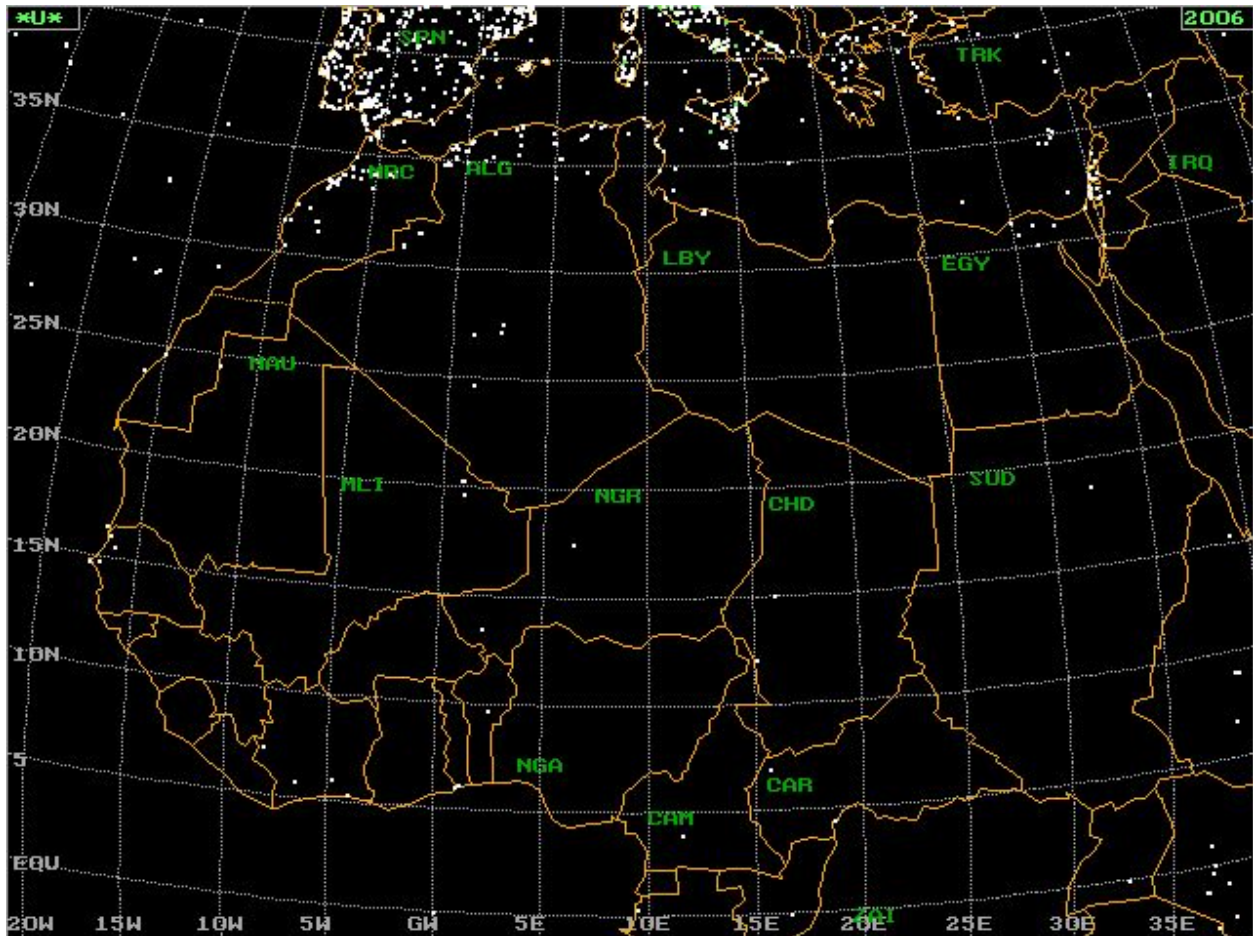 *U* 2006
SPN TRK
35N
MRC ALG IRQ
30N
LBY EGY
25N
MAU
20N
MLI NGR CHD SUD
15N
10N
5 NGA CAR
CAM
EQU
20W 15W 10W 5W GW 5E 10E 15E ZAI 20E 25E 30E 35E